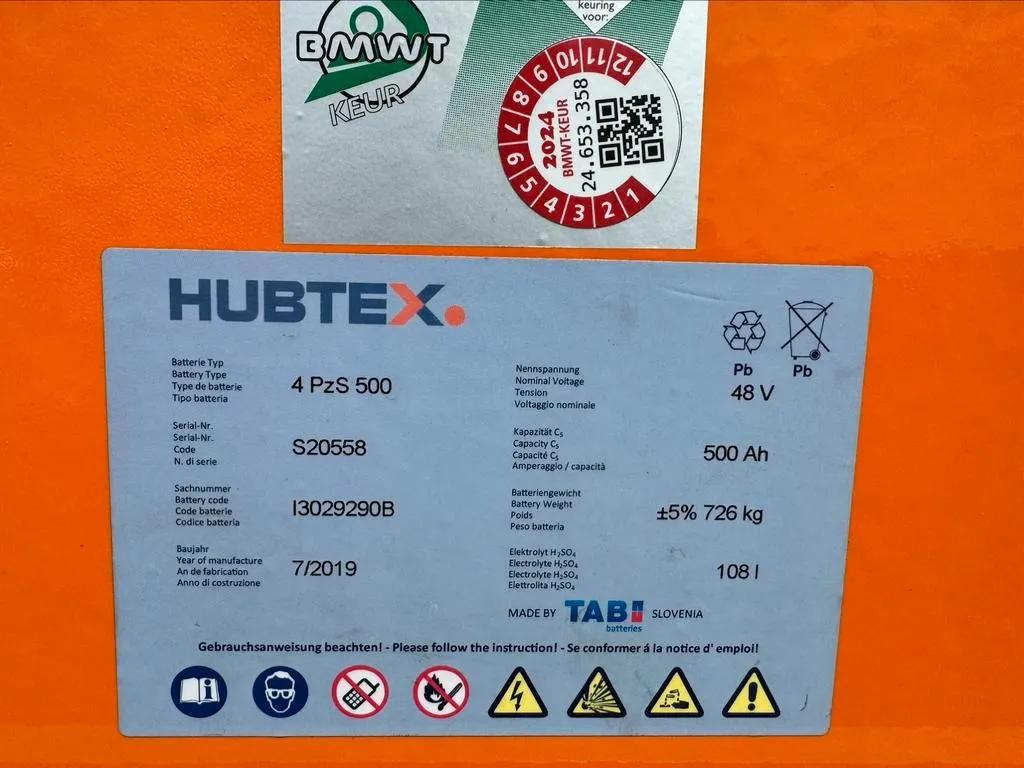 BMWT
KEUR
keuring
voor:
1 2 3 4 5 6 7 8 9 10 11 12
2024
BMWT-KEUR
24.653.358
HUBTEX.
Pb
Pb
Batterie Typ
Battery Type
Type de batterie
Tipo batteria
4 PzS 500
Nennspannung
Nominal Voltage
Tension
Voltaggio nominale
48 V
Serial-Nr.
Serial-Nr.
Code
N. di serie
S20558
Kapazität C₅
Capacity C₅
Capacité C₅
Amperaggio / capacità
500 Ah
Sachnummer
Battery code
Code batterie
Codice batteria
I3029290B
Batteriengewicht
Battery Weight
Poids
Peso batteria
±5% 726 kg
Baujahr
Year of manufacture
An de fabrication
Anno di costruzione
7/2019
Elektrolyt H₂SO₄
Electrolyte H₂SO₄
Electrolyte H₂SO₄
Elettrolita H₂SO₄
108 l
MADE BY TAB batteries SLOVENIA
Gebrauchsanweisung beachten! - Please follow the instruction! - Se conformer á la notice d' emploi!